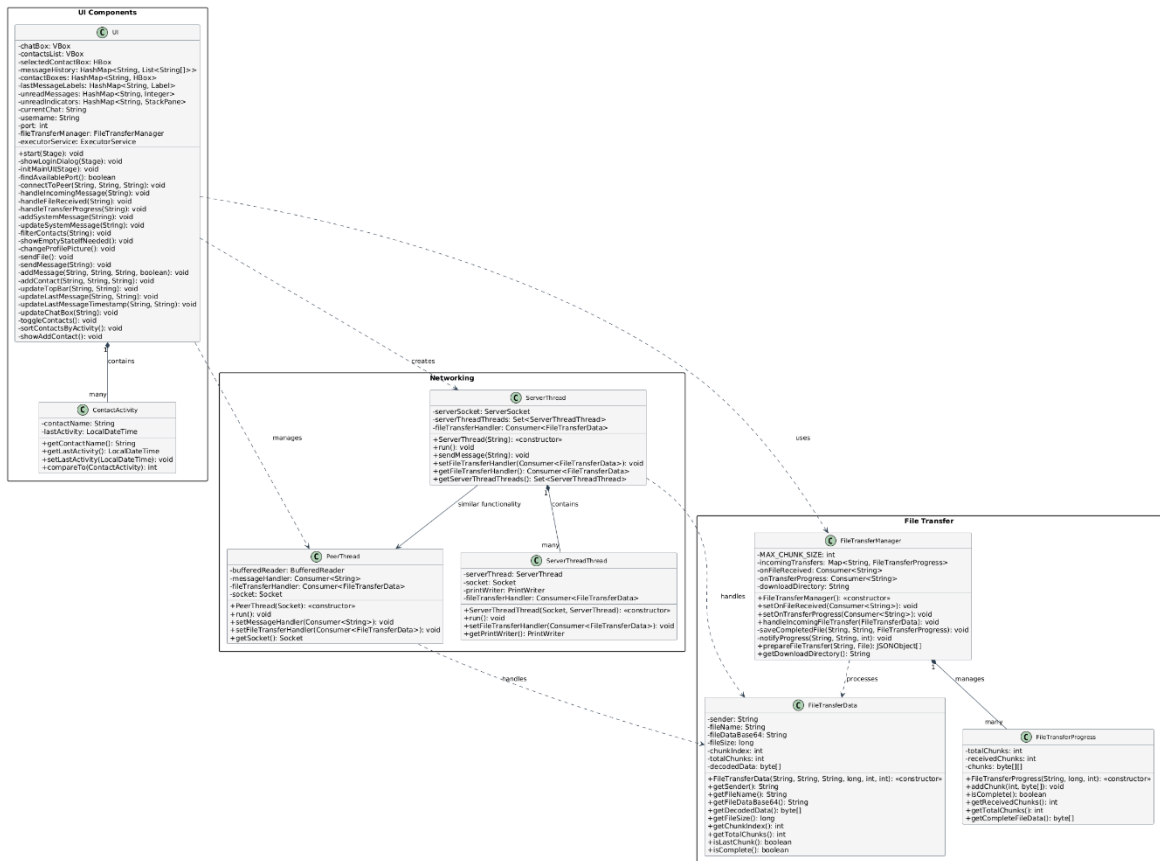 UI Components
C UI
-chatBox: VBox
-contactsList: VBox
-selectedContactBox: HBox
-messageHistory: HashMap<String, List<String[]>>
-contactBoxes: HashMap<String, HBox>
-lastMessageLabels: HashMap<String, Label>
-unreadMessages: HashMap<String, Integer>
-unreadIndicators: HashMap<String, StackPane>
-currentChat: String
-username: String
-port: int
-fileTransferManager: FileTransferManager
-executorService: ExecutorService
+start(Stage): void
-showLoginDialog(Stage): void
-initMainUI(Stage): void
-findAvailablePort(): boolean
-connectToPeer(String, String, String): void
-handleIncomingMessage(String): void
-handleFileReceived(String): void
-handleTransferProgress(String): void
-addSystemMessage(String): void
-updateSystemMessage(String): void
-filterContacts(String): void
-showEmptyStateIfNeeded(): void
-changeProfilePicture(): void
-sendFile(): void
-sendMessage(String): void
-addMessage(String, String, String, boolean): void
-addContact(String, String, String): void
-updateTopBar(String, String): void
-updateLastMessage(String, String): void
-updateLastMessageTimestamp(String, String): void
-updateChatBox(String): void
-toggleContacts(): void
-sortContactsByActivity(): void
-showAddContact(): void
1
contains
many
C ContactActivity
-contactName: String
-lastActivity: LocalDateTime
+getContactName(): String
+getLastActivity(): LocalDateTime
+setLastActivity(LocalDateTime): void
+compareTo(ContactActivity): int
creates
manages
uses
Networking
C ServerThread
-serverSocket: ServerSocket
-serverThreadThreads: Set<ServerThreadThread>
-fileTransferHandler: Consumer<FileTransferData>
+ServerThread(String): «constructor»
+run(): void
+sendMessage(String): void
+setFileTransferHandler(Consumer<FileTransferData>): void
+getFileTransferHandler(): Consumer<FileTransferData>
+getServerThreadThreads(): Set<ServerThreadThread>
similar functionality
1
contains
many
C PeerThread
-bufferedReader: BufferedReader
-messageHandler: Consumer<String>
-fileTransferHandler: Consumer<FileTransferData>
-socket: Socket
+PeerThread(Socket): «constructor»
+run(): void
+setMessageHandler(Consumer<String>): void
+setFileTransferHandler(Consumer<FileTransferData>): void
+getSocket(): Socket
C ServerThreadThread
-serverThread: ServerThread
-socket: Socket
-printWriter: PrintWriter
-fileTransferHandler: Consumer<FileTransferData>
+ServerThreadThread(Socket, ServerThread): «constructor»
+run(): void
+setFileTransferHandler(Consumer<FileTransferData>): void
+getPrintWriter(): PrintWriter
handles
handles
File Transfer
C FileTransferManager
-MAX_CHUNK_SIZE: int
-incomingTransfers: Map<String, FileTransferProgress>
-onFileReceived: Consumer<String>
-onTransferProgress: Consumer<String>
-downloadDirectory: String
+FileTransferManager(): «constructor»
+setOnFileReceived(Consumer<String>): void
+setOnTransferProgress(Consumer<String>): void
+handleIncomingFileTransfer(FileTransferData): void
-saveCompletedFile(String, String, FileTransferProgress): void
-notifyProgress(String, String, int): void
+prepareFileTransfer(String, File): JSONObject[]
+getDownloadDirectory(): String
processes
1
manages
many
C FileTransferData
-sender: String
-fileName: String
-fileDataBase64: String
-fileSize: long
-chunkIndex: int
-totalChunks: int
-decodedData: byte[]
+FileTransferData(String, String, String, long, int, int): «constructor»
+getSender(): String
+getFileName(): String
+getFileDataBase64(): String
+getDecodedData(): byte[]
+getFileSize(): long
+getChunkIndex(): int
+getTotalChunks(): int
+isLastChunk(): boolean
+isComplete(): boolean
C FileTransferProgress
-totalChunks: int
-receivedChunks: int
-chunks: byte[][]
+FileTransferProgress(String, long, int): «constructor»
+addChunk(int, byte[]): void
+isComplete(): boolean
+getReceivedChunks(): int
+getTotalChunks(): int
+getCompleteFileData(): byte[]